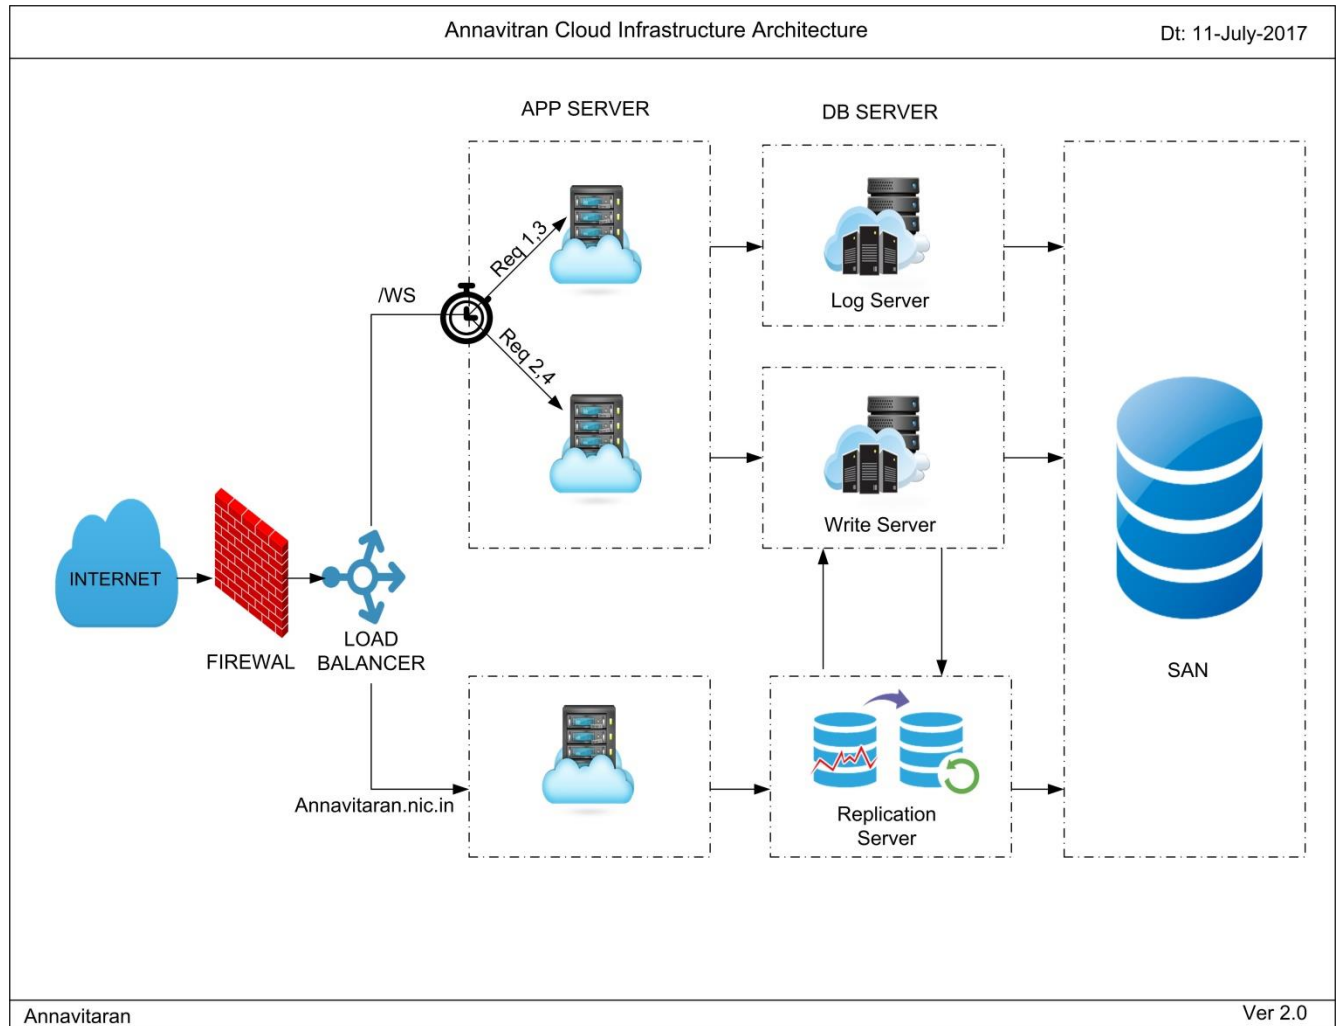 Annavitran Cloud Infrastructure Architecture
Dt: 11-July-2017
APP SERVER
DB SERVER
Req 1,3
/WS
Log Server
Req 2,4
Write Server
INTERNET
FIREWAL
LOAD
BALANCER
SAN
Annavitaran.nic.in
Replication
Server
Annavitaran
Ver 2.0